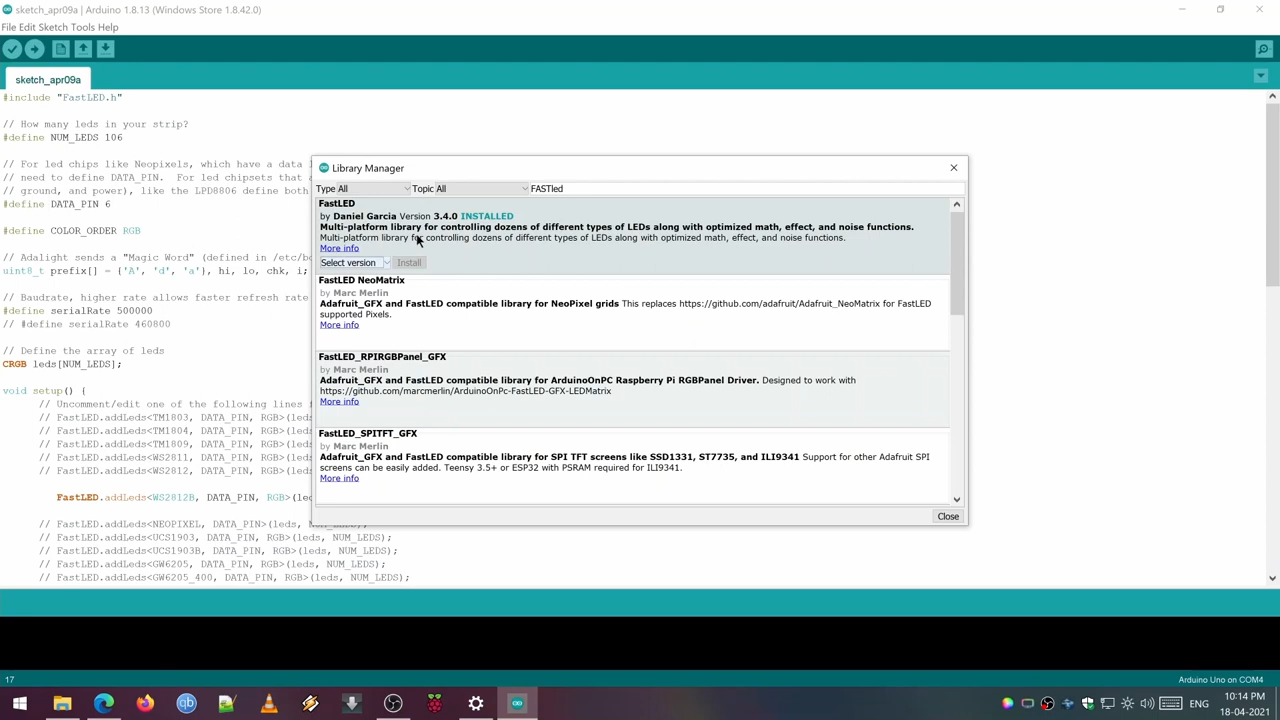 sketch_apr09a | Arduino 1.8.13 (Windows Store 1.8.42.0)
File Edit Sketch Tools Help
sketch_apr09a
#include "FastLED.h"
// How many leds in your strip?
#define NUM_LEDS 106
// For led chips like Neopixels, which have a data l
// need to define DATA_PIN.  For led chipsets that a
// ground, and power), like the LPD8806 define both
#define DATA_PIN 6
#define COLOR_ORDER RGB
// Adalight sends a "Magic Word" (defined in /etc/bo
uint8_t prefix[] = {'A', 'd', 'a'}, hi, lo, chk, i;
// Baudrate, higher rate allows faster refresh rate
#define serialRate 500000
// #define serialRate 460800
// Define the array of leds
CRGB leds[NUM_LEDS];
void setup() {
// Uncomment/edit one of the following lines f
// FastLED.addLeds<TM1803, DATA_PIN, RGB>(leds
// FastLED.addLeds<TM1804, DATA_PIN, RGB>(leds
// FastLED.addLeds<TM1809, DATA_PIN, RGB>(leds
// FastLED.addLeds<WS2811, DATA_PIN, RGB>(leds
// FastLED.addLeds<WS2812, DATA_PIN, RGB>(leds
FastLED.addLeds<WS2812B, DATA_PIN, RGB>(led
// FastLED.addLeds<NEOPIXEL, DATA_PIN>(leds, NUM_LEDS);
// FastLED.addLeds<UCS1903, DATA_PIN, RGB>(leds, NUM_LEDS);
// FastLED.addLeds<UCS1903B, DATA_PIN, RGB>(leds, NUM_LEDS);
// FastLED.addLeds<GW6205, DATA_PIN, RGB>(leds, NUM_LEDS);
// FastLED.addLeds<GW6205_400, DATA_PIN, RGB>(leds, NUM_LEDS);
Library Manager
Type All Topic All FASTled
FastLED
by Daniel Garcia Version 3.4.0 INSTALLED
Multi-platform library for controlling dozens of different types of LEDs along with optimized math, effect, and noise functions.
Multi-platform library for controlling dozens of different types of LEDs along with optimized math, effect, and noise functions.
More info
Select version Install
FastLED NeoMatrix
by Marc Merlin
Adafruit_GFX and FastLED compatible library for NeoPixel grids This replaces https://github.com/adafruit/Adafruit_NeoMatrix for FastLED
supported Pixels.
More info
FastLED_RPIRGBPanel_GFX
by Marc Merlin
Adafruit_GFX and FastLED compatible library for ArduinoOnPC Raspberry Pi RGBPanel Driver. Designed to work with
https://github.com/marcmerlin/ArduinoOnPc-FastLED-GFX-LEDMatrix
More info
FastLED_SPITFT_GFX
by Marc Merlin
Adafruit_GFX and FastLED compatible library for SPI TFT screens like SSD1331, ST7735, and ILI9341 Support for other Adafruit SPI
screens can be easily added. Teensy 3.5+ or ESP32 with PSRAM required for ILI9341.
More info
Close
17
Arduino Uno on COM4
ENG
10:14 PM
18-04-2021